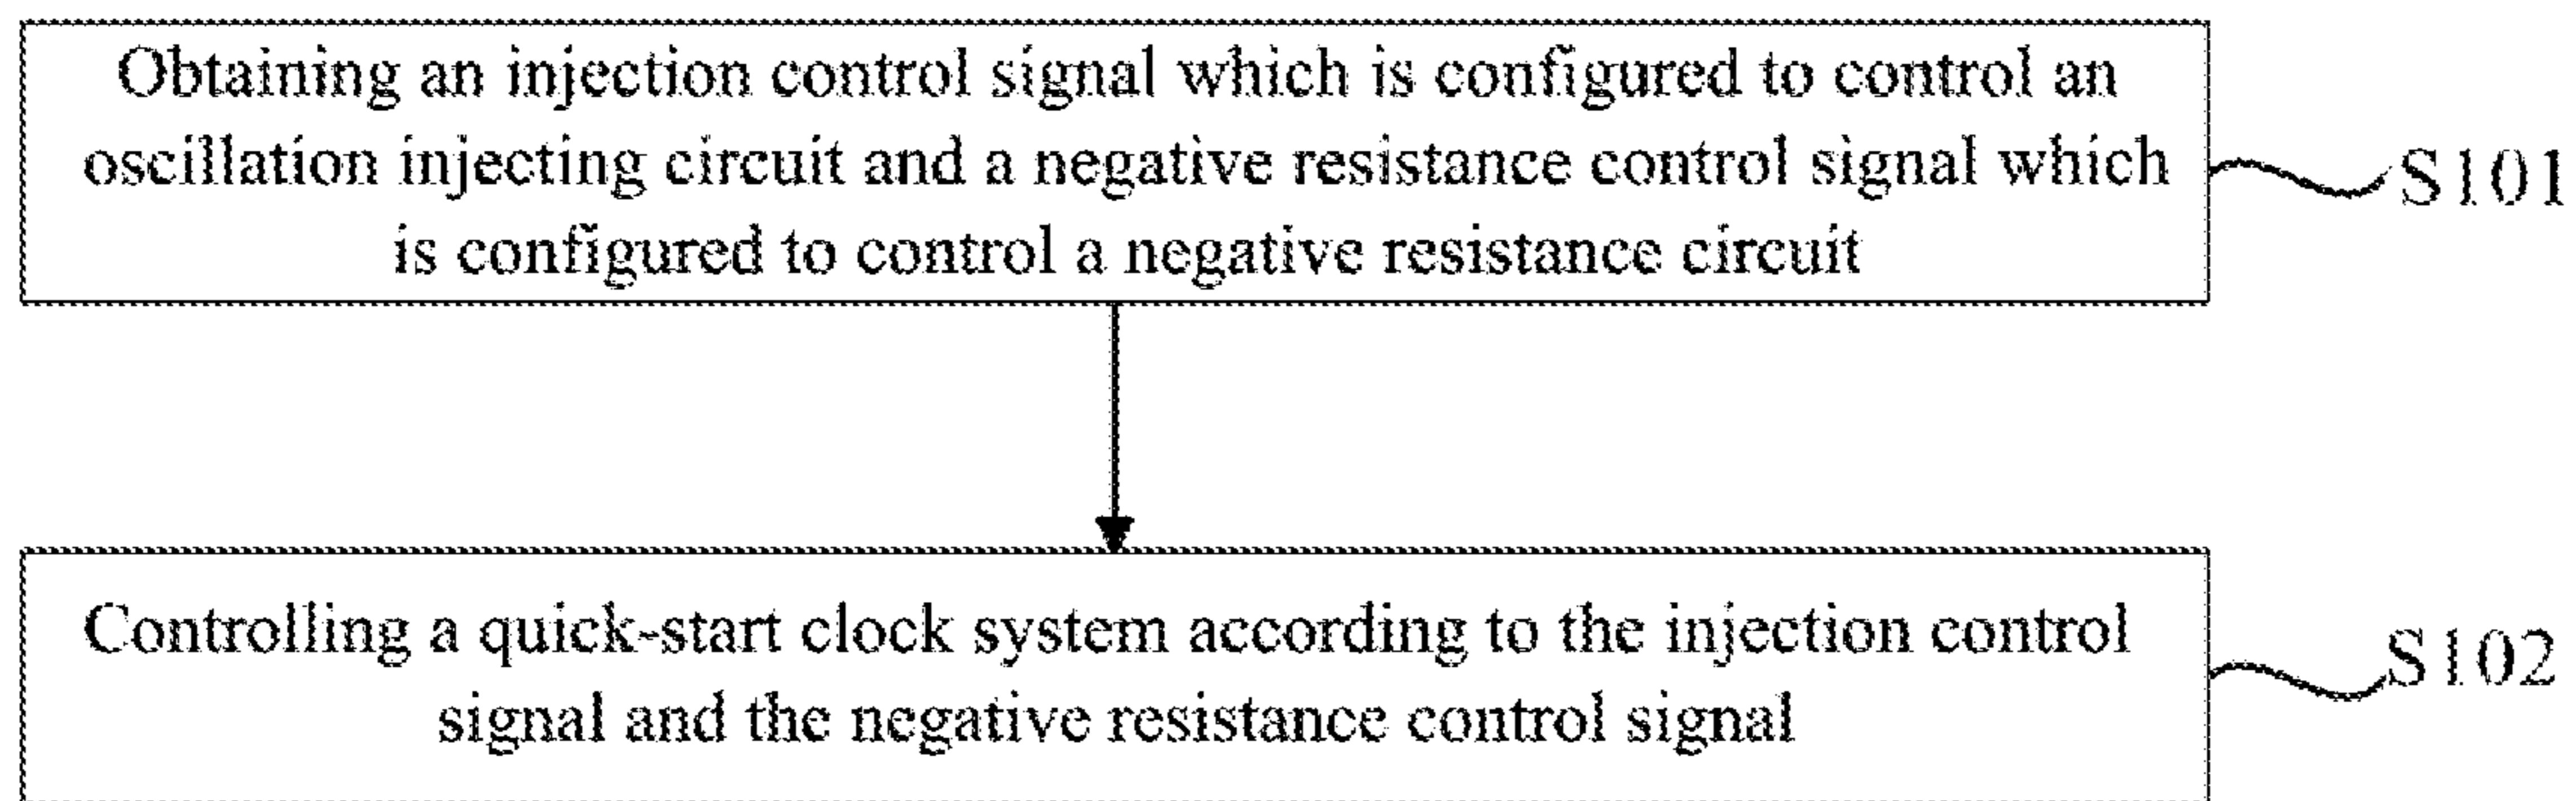 Obtaining an injection control signal which is configured to control an
oscillation injecting circuit and a negative resistance control signal which
is configured to control a negative resistance circuit
S101
Controlling a quick-start clock system according to the injection control
signal and the negative resistance control signal
S102